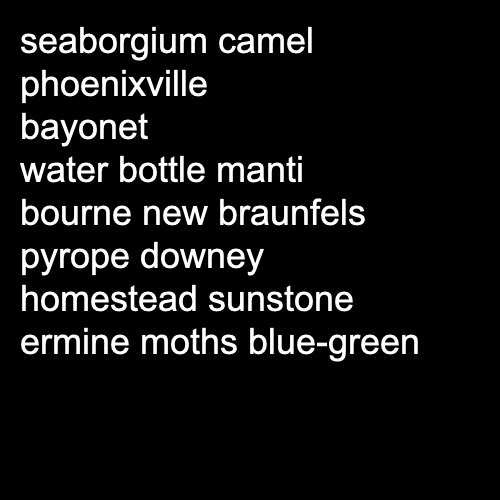 seaborgium camel
phoenixville
bayonet
water bottle manti
bourne new braunfels
pyrope downey
homestead sunstone
ermine moths blue-green